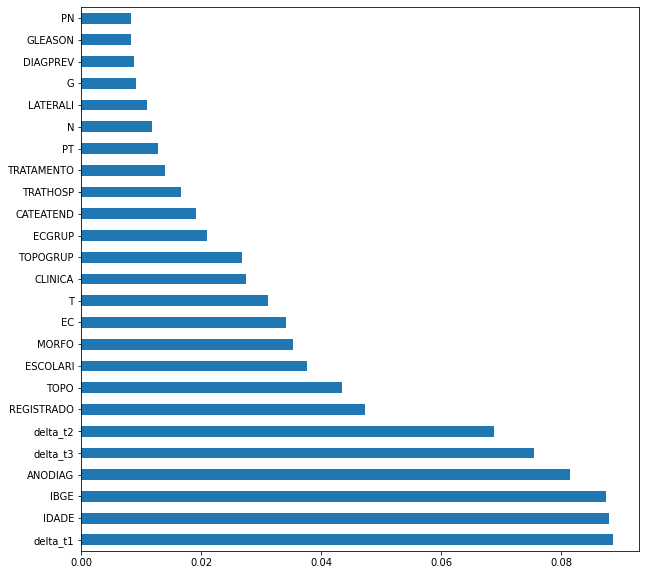 PN
GLEASON
DIAGPREV
G
LATERALI
N
PT
TRATAMENTO
TRATHOSP
CATEATEND
ECGRUP
TOPOGRUP
CLINICA
T
EC
MORFO
ESCOLARI
TOPO
REGISTRADO
delta_t2
delta_t3
ANODIAG
IBGE
IDADE
delta_t1
0.00 0.02 0.04 0.06 0.08